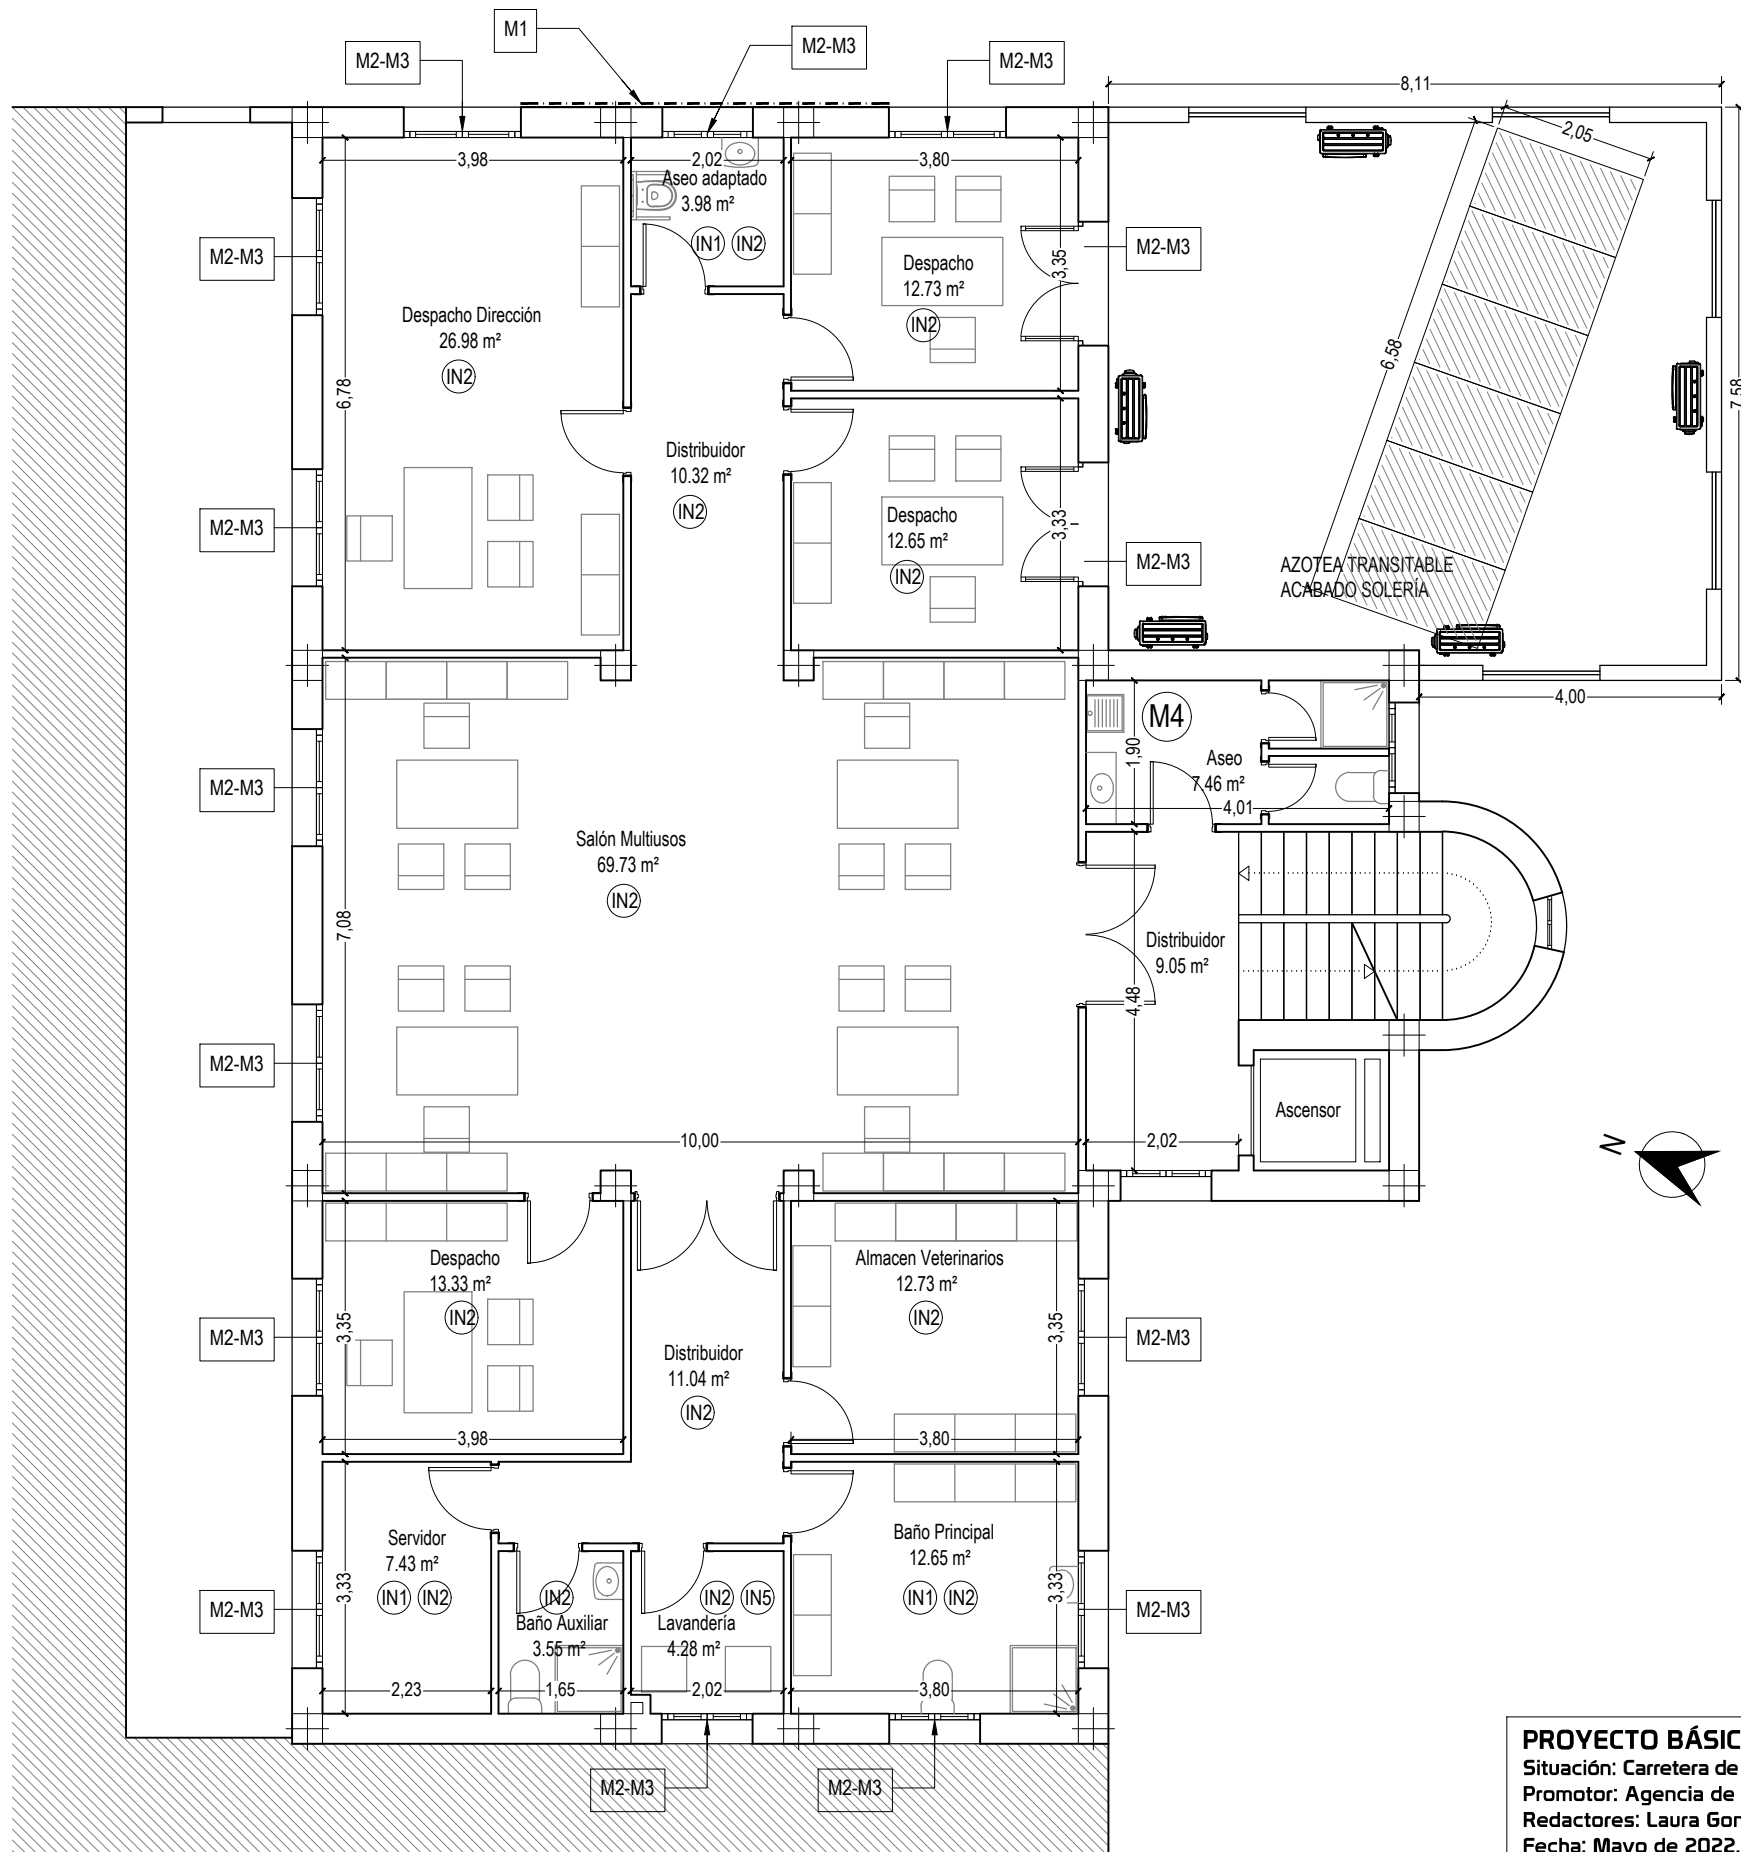 M1
M2-M3
M2-M3
M2-M3
8,11
3,98
2,02
3,80
2,05
Aseo adaptado
3.98 m²
IN1 IN2
M2-M3
M2-M3
Despacho
12.73 m²
IN2
3,35
Despacho Dirección
26.98 m²
IN2
6,78
6,58
7,58
Distribuidor
10.32 m²
IN2
Despacho
12.65 m²
IN2
3,33
M2-M3
M2-M3
AZOTEA TRANSITABLE
ACABADO SOLERÍA
4,00
M4
1,90
Aseo
7.46 m²
4,01
M2-M3
Salón Multiusos
69.73 m²
IN2
7,08
Distribuidor
9.05 m²
4,48
M2-M3
Ascensor
10,00
2,02
N
Despacho
13.33 m²
IN2
3,35
3,98
Almacen Veterinarios
12.73 m²
IN2
3,35
3,80
M2-M3
M2-M3
Distribuidor
11.04 m²
IN2
Servidor
7.43 m²
IN1 IN2
3,33
2,23
IN2
Baño Auxiliar
3.55 m²
1,65
IN2 IN5
Lavandería
4.28 m²
2,02
Baño Principal
12.65 m²
IN1 IN2
3,33
3,80
M2-M3
M2-M3
M2-M3
M2-M3
PROYECTO BÁSIC
Situación: Carretera de
Promotor: Agencia de
Redactores: Laura Gon
Fecha: Mayo de 2022.